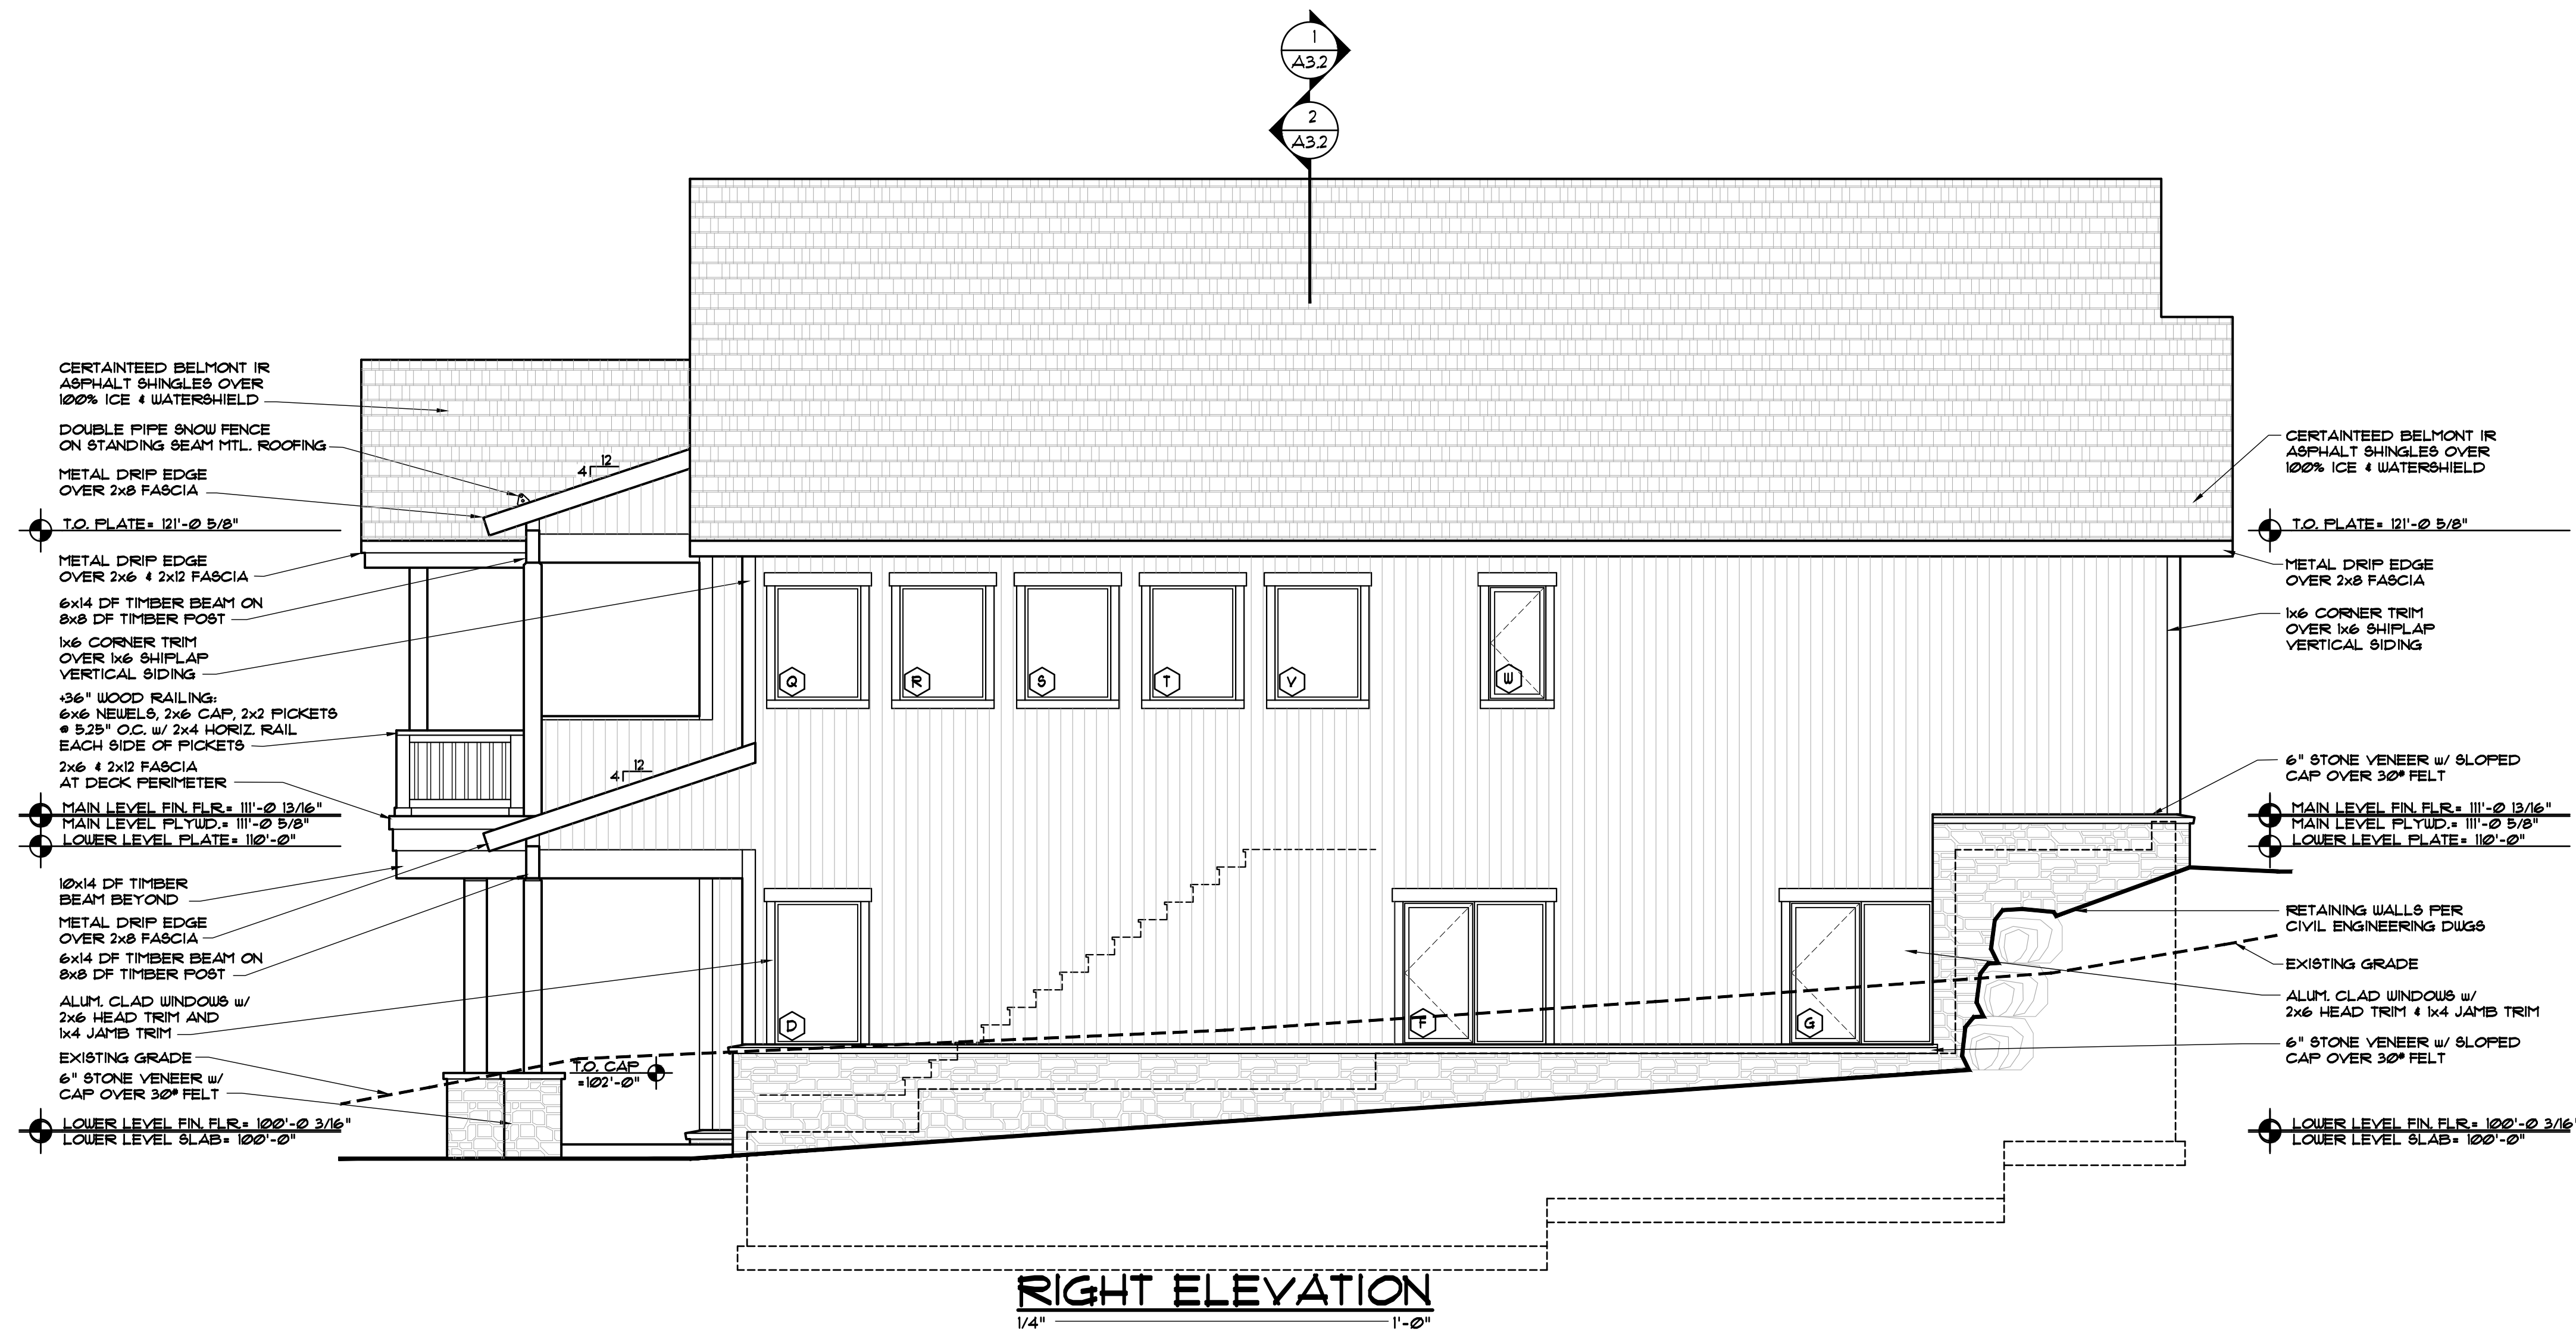 1
A3.2
2
A3.2
CERTAINTEED BELMONT IR
ASPHALT SHINGLES OVER
100% ICE & WATERSHIELD
DOUBLE PIPE SNOW FENCE
ON STANDING SEAM MTL. ROOFING
METAL DRIP EDGE
OVER 2x8 FASCIA
T.O. PLATE= 121'-0 5/8"
METAL DRIP EDGE
OVER 2x6 & 2x12 FASCIA
6x14 DF TIMBER BEAM ON
8x8 DF TIMBER POST
1x6 CORNER TRIM
OVER 1x6 SHIPLAP
VERTICAL SIDING
+36" WOOD RAILING:
6x6 NEWELS, 2x6 CAP, 2x2 PICKETS
@ 5.25" O.C. w/ 2x4 HORIZ. RAIL
EACH SIDE OF PICKETS
2x6 & 2x12 FASCIA
AT DECK PERIMETER
MAIN LEVEL FIN. FLR.= 111'-0 13/16"
MAIN LEVEL PLYWD.= 111'-0 5/8"
LOWER LEVEL PLATE= 110'-0"
10x14 DF TIMBER
BEAM BEYOND
METAL DRIP EDGE
OVER 2x8 FASCIA
6x14 DF TIMBER BEAM ON
8x8 DF TIMBER POST
ALUM. CLAD WINDOWS w/
2x6 HEAD TRIM AND
1x4 JAMB TRIM
EXISTING GRADE
6" STONE VENEER w/
CAP OVER 30# FELT
LOWER LEVEL FIN. FLR.= 100'-0 3/16"
LOWER LEVEL SLAB= 100'-0"
12
4
12
4
Q
R
S
T
V
W
D
F
G
T.O. CAP
=102'-0"
CERTAINTEED BELMONT IR
ASPHALT SHINGLES OVER
100% ICE & WATERSHIELD
T.O. PLATE= 121'-0 5/8"
METAL DRIP EDGE
OVER 2x8 FASCIA
1x6 CORNER TRIM
OVER 1x6 SHIPLAP
VERTICAL SIDING
6" STONE VENEER w/ SLOPED
CAP OVER 30# FELT
MAIN LEVEL FIN. FLR.= 111'-0 13/16"
MAIN LEVEL PLYWD.= 111'-0 5/8"
LOWER LEVEL PLATE= 110'-0"
RETAINING WALLS PER
CIVIL ENGINEERING DWGS
EXISTING GRADE
ALUM. CLAD WINDOWS w/
2x6 HEAD TRIM & 1x4 JAMB TRIM
6" STONE VENEER w/ SLOPED
CAP OVER 30# FELT
LOWER LEVEL FIN. FLR.= 100'-0 3/16"
LOWER LEVEL SLAB= 100'-0"
RIGHT ELEVATION
1/4" 1'-0"